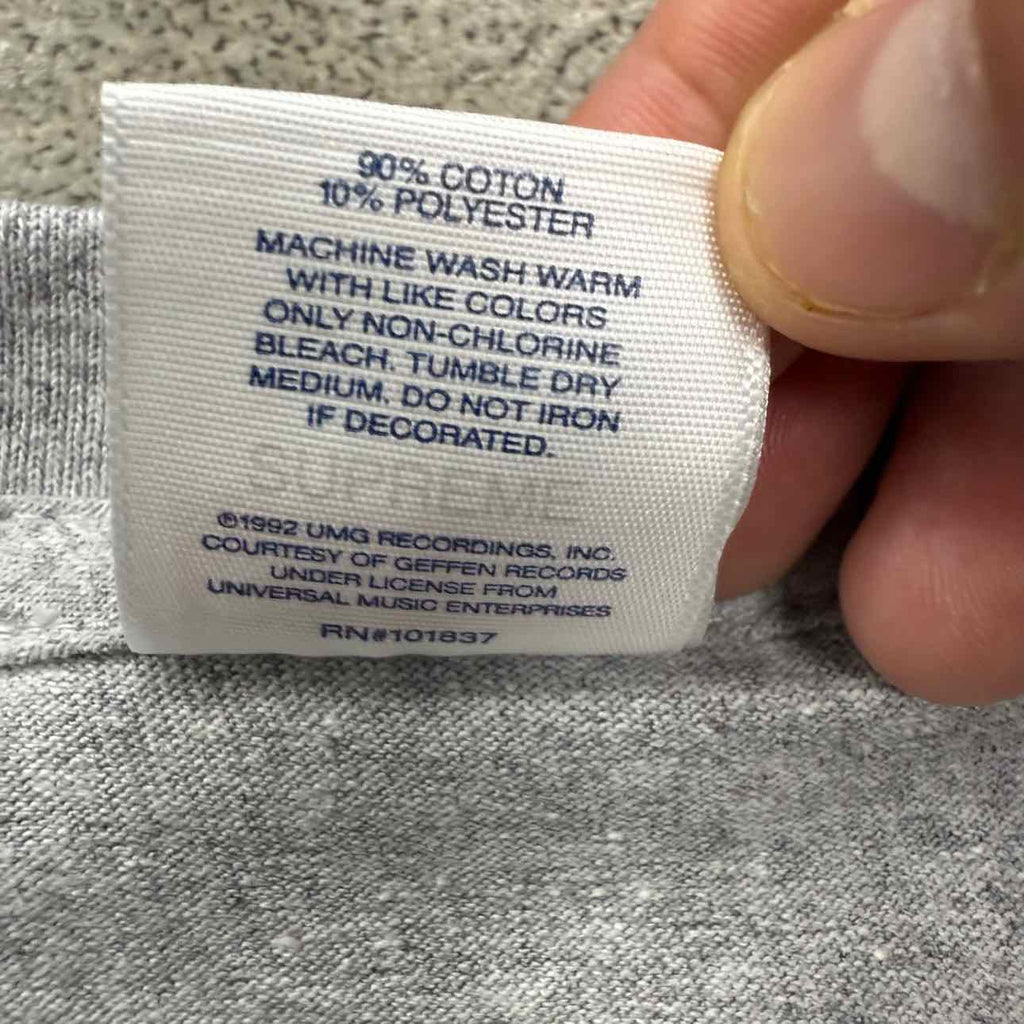 90% COTON
10% POLYESTER
MACHINE WASH WARM
WITH LIKE COLORS
ONLY NON-CHLORINE
BLEACH. TUMBLE DRY
MEDIUM. DO NOT IRON
IF DECORATED.
©1992 UMG RECORDINGS, INC.
COURTESY OF GEFFEN RECORDS
UNDER LICENSE FROM
UNIVERSAL MUSIC ENTERPRISES
RN#101837